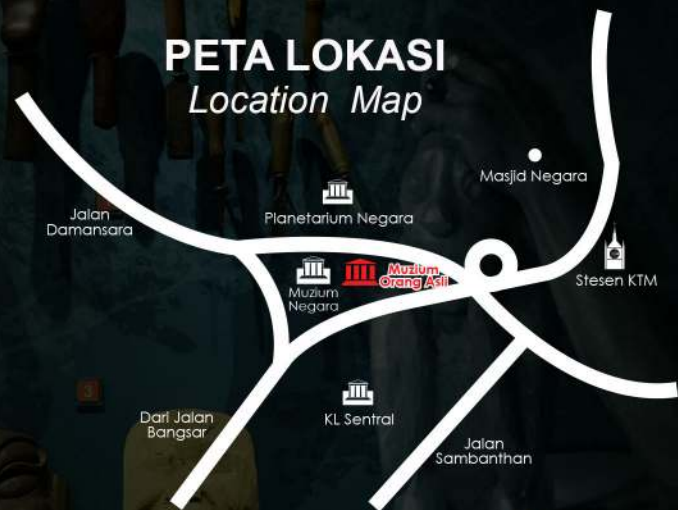 PETA LOKASI
Location Map
Masjid Negara
Planetarium Negara
Jalan
Damansara
Muzium
Orang Asli
Stesen KTM
Muzium
Negara
Dari Jalan
Bangsar
KL Sentral
Jalan
Sambanthan
3